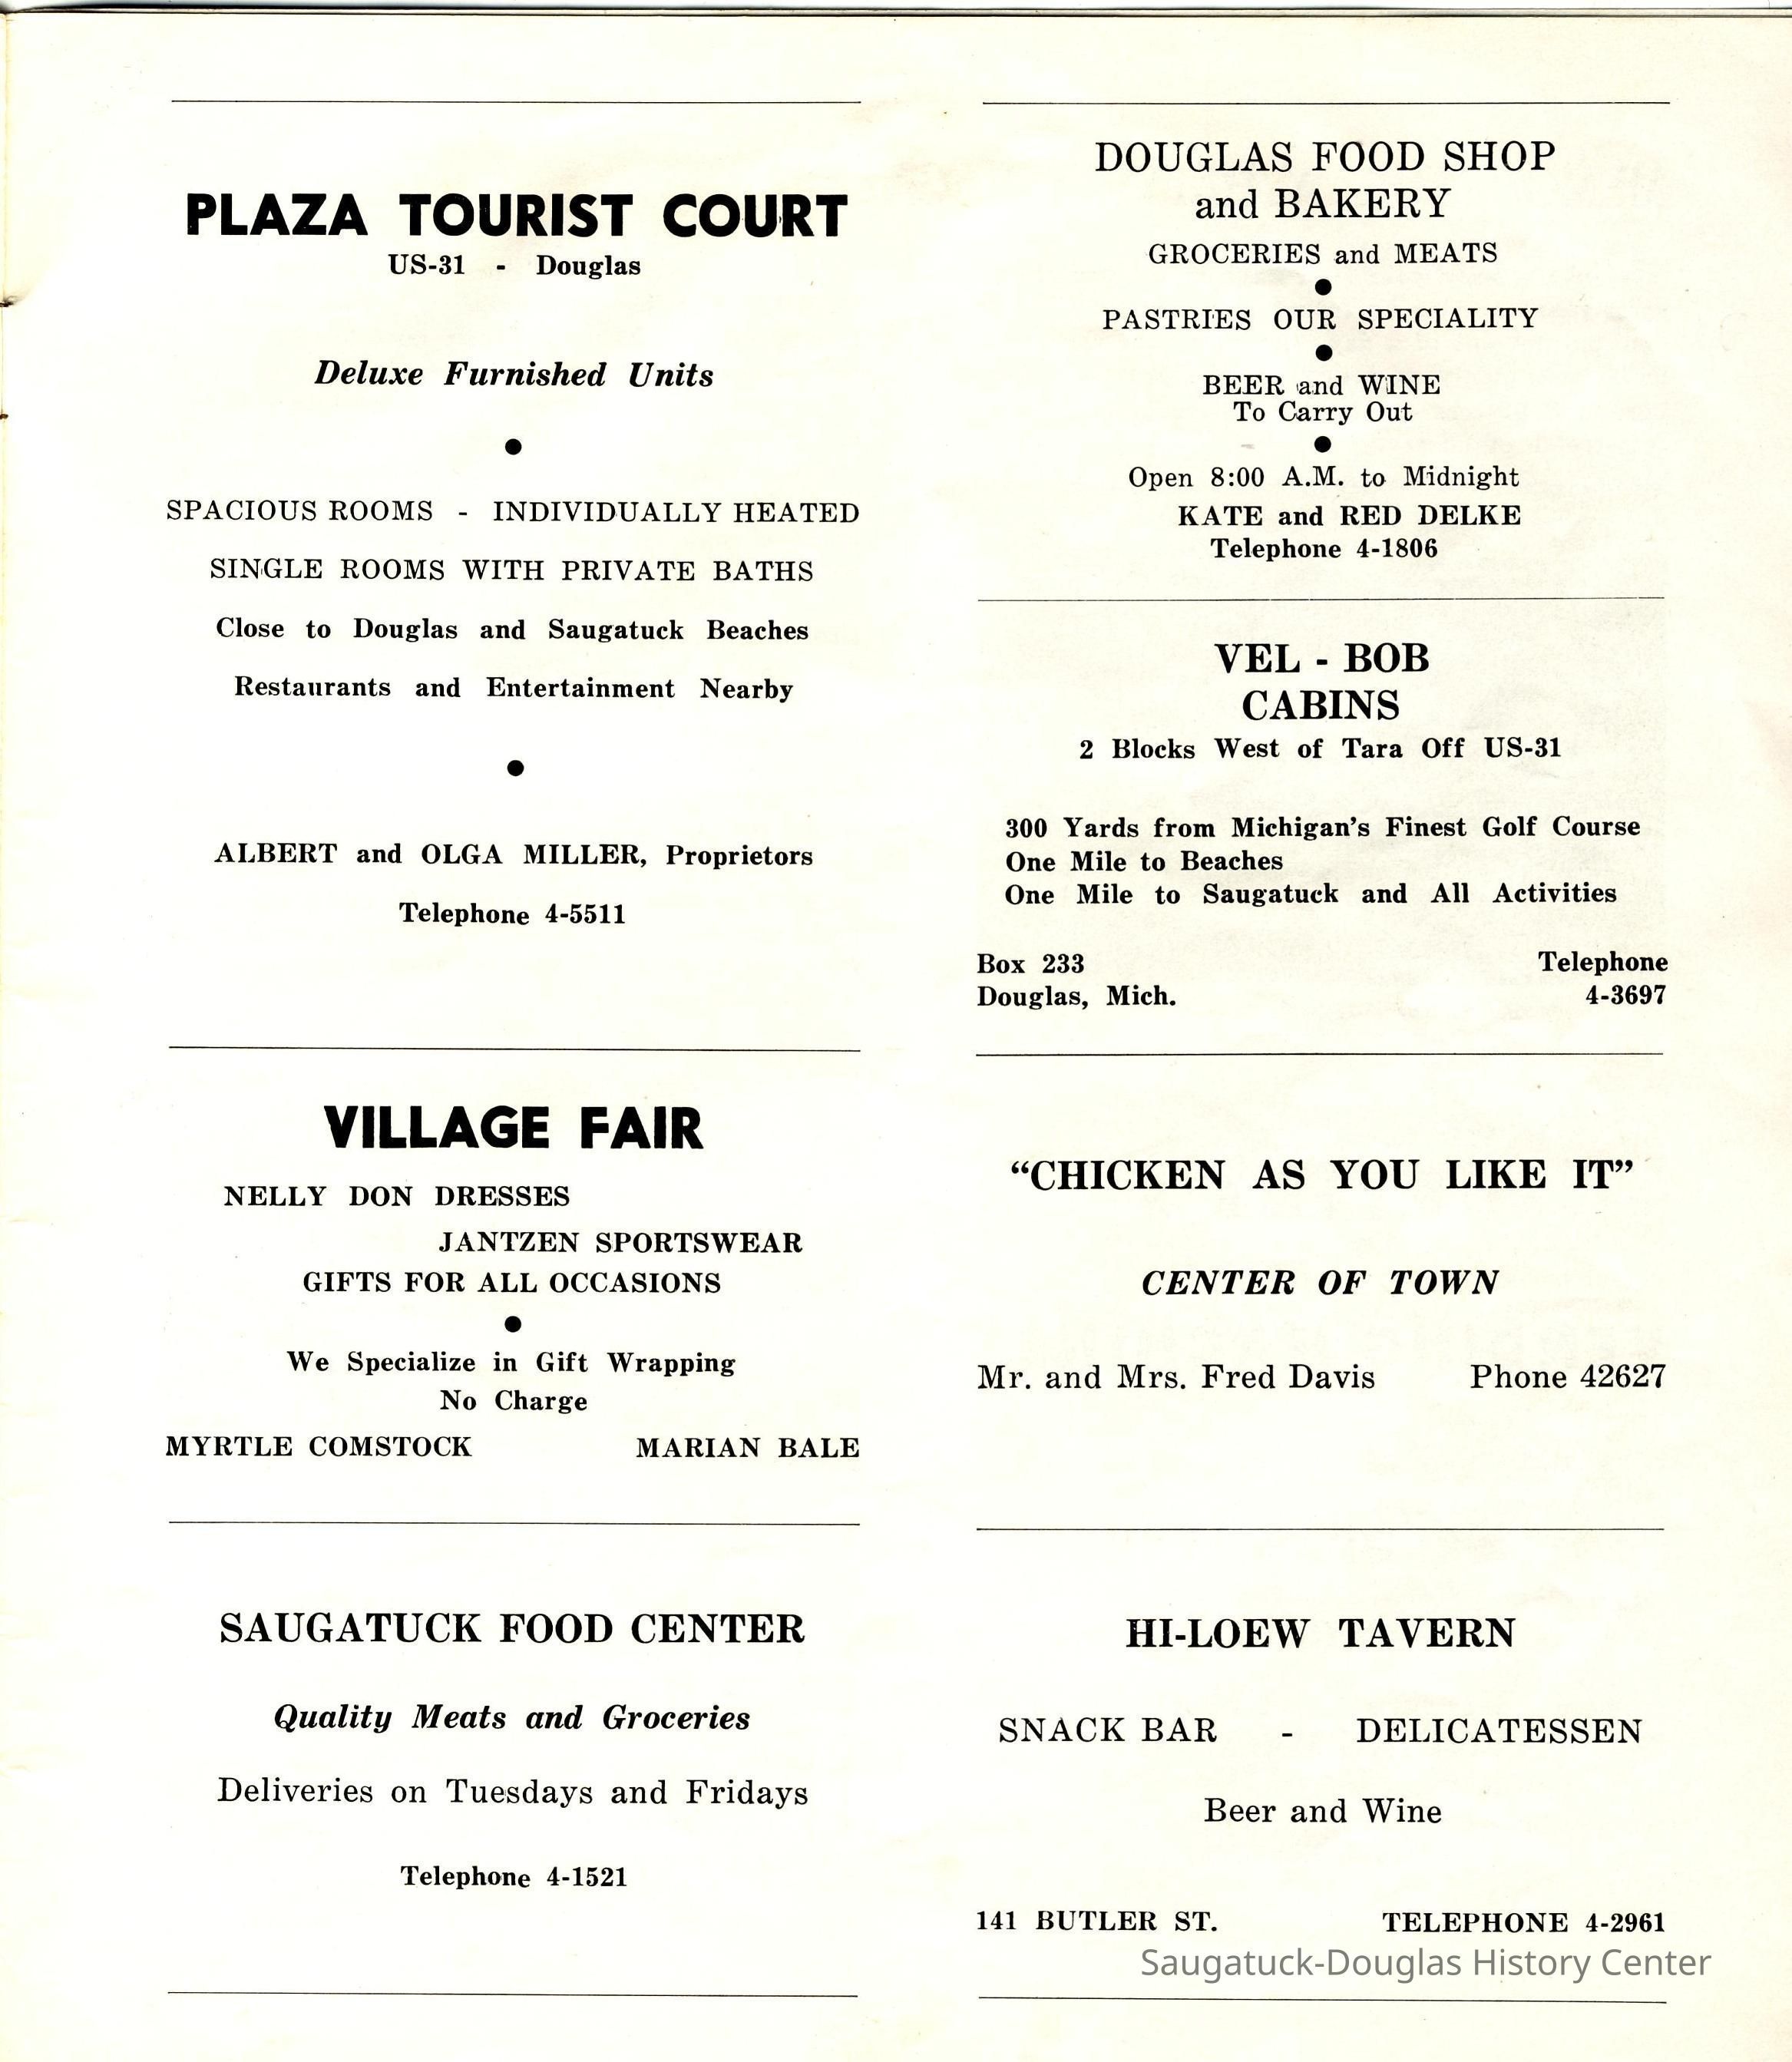 PLAZA TOURIST COURT
US-31 - Douglas
Deluxe Furnished Units
●
SPACIOUS ROOMS - INDIVIDUALLY HEATED
SINGLE ROOMS WITH PRIVATE BATHS
Close to Douglas and Saugatuck Beaches
Restaurants and Entertainment Nearby
●
ALBERT and OLGA MILLER, Proprietors
Telephone 4-5511
VILLAGE FAIR
NELLY DON DRESSES
JANTZEN SPORTSWEAR
GIFTS FOR ALL OCCASIONS
●
We Specialize in Gift Wrapping
No Charge
MYRTLE COMSTOCK MARIAN BALE
SAUGATUCK FOOD CENTER
Quality Meats and Groceries
Deliveries on Tuesdays and Fridays
Telephone 4-1521
DOUGLAS FOOD SHOP
and BAKERY
GROCERIES and MEATS
●
PASTRIES OUR SPECIALITY
●
BEER and WINE
To Carry Out
●
Open 8:00 A.M. to Midnight
KATE and RED DELKE
Telephone 4-1806
VEL - BOB
CABINS
2 Blocks West of Tara Off US-31
300 Yards from Michigan's Finest Golf Course
One Mile to Beaches
One Mile to Saugatuck and All Activities
Box 233 Telephone
Douglas, Mich. 4-3697
“CHICKEN AS YOU LIKE IT”
CENTER OF TOWN
Mr. and Mrs. Fred Davis Phone 42627
HI-LOEW TAVERN
SNACK BAR - DELICATESSEN
Beer and Wine
141 BUTLER ST. TELEPHONE 4-2961
Saugatuck-Douglas History Center